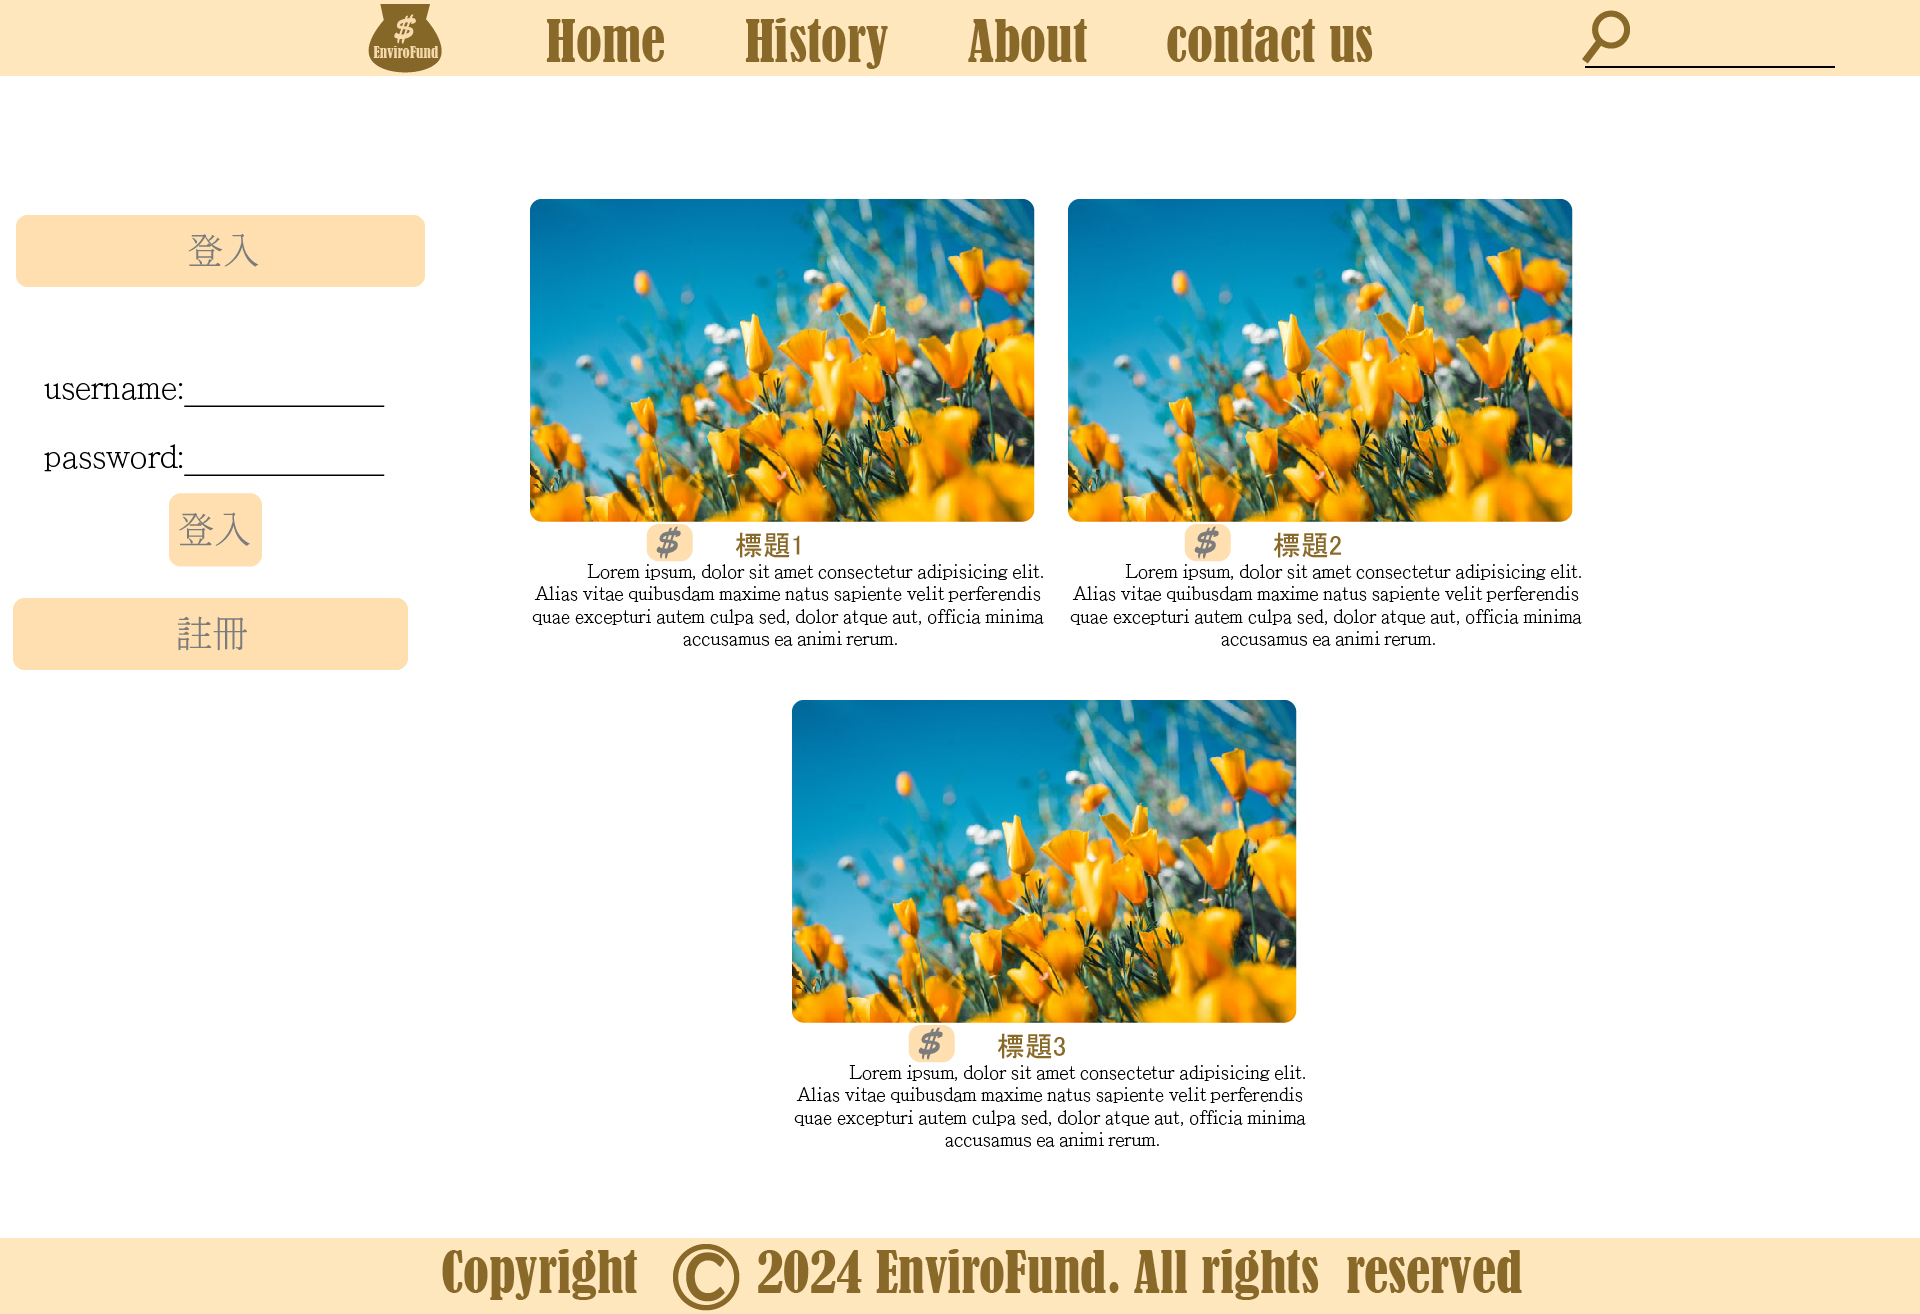 $
EnviroFund
Home History About contact us
登入
username:
password:
登入
註冊
$ 標題1
Lorem ipsum, dolor sit amet consectetur adipisicing elit.
Alias vitae quibusdam maxime natus sapiente velit perferendis
quae excepturi autem culpa sed, dolor atque aut, officia minima
accusamus ea animi rerum.
$ 標題2
Lorem ipsum, dolor sit amet consectetur adipisicing elit.
Alias vitae quibusdam maxime natus sapiente velit perferendis
quae excepturi autem culpa sed, dolor atque aut, officia minima
accusamus ea animi rerum.
$ 標題3
Lorem ipsum, dolor sit amet consectetur adipisicing elit.
Alias vitae quibusdam maxime natus sapiente velit perferendis
quae excepturi autem culpa sed, dolor atque aut, officia minima
accusamus ea animi rerum.
Copyright © 2024 EnviroFund. All rights reserved